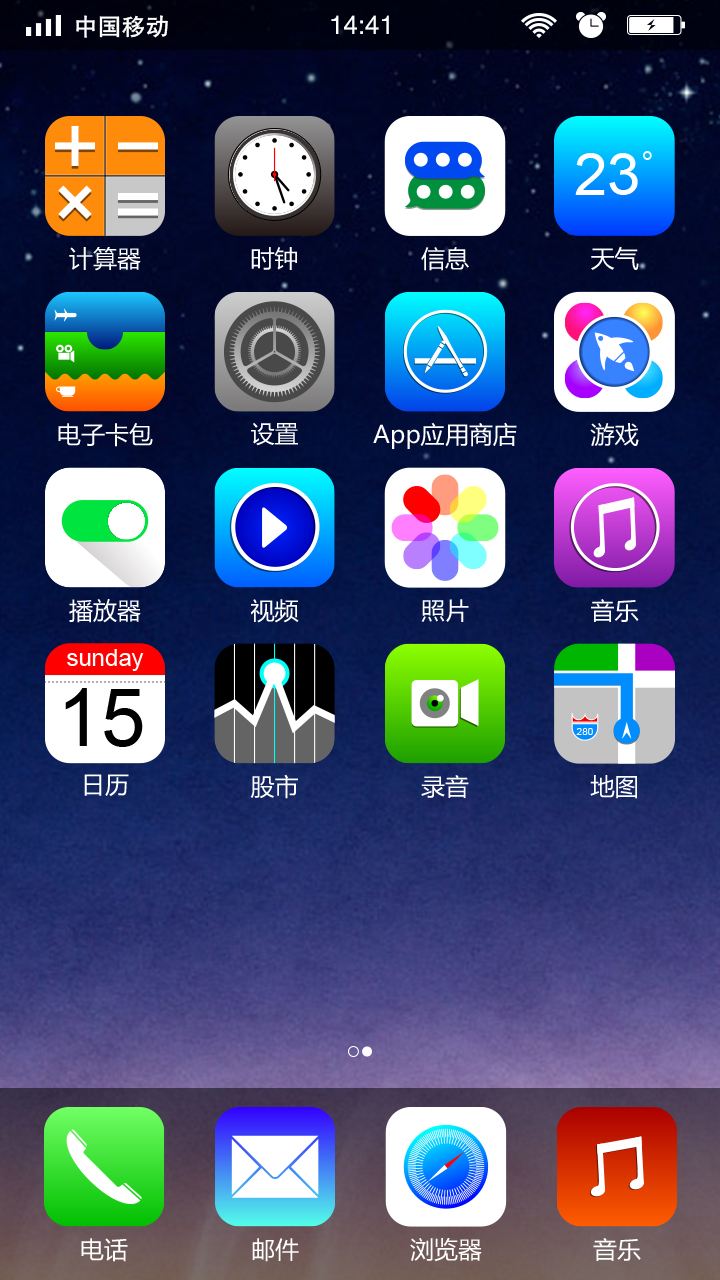 中国移动 14:41
23°
计算器 时钟 信息 天气
电子卡包 设置 App应用商店 游戏
播放器 视频 照片 音乐
sunday
15
280
日历 股市 录音 地图
电话 邮件 浏览器 音乐